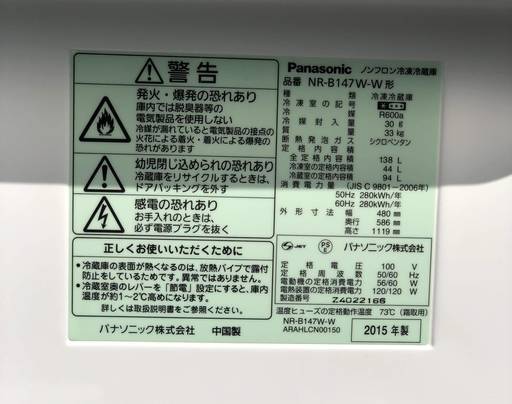 警告
発火・爆発の恐れあり
庫内では脱臭器等の
電気製品を使用しない
冷媒が漏れていると電気製品の接点の
火花による着火・着火による爆発の
恐れがあります
幼児閉じ込められの恐れあり
冷蔵庫をリサイクルするときは、
ドアパッキングを外す
感電の恐れあり
お手入れのときは、
必ず電源プラグを抜く
正しくお使いいただくために
•冷蔵庫の表面が熱くなるのは、放熱パイプで露付
防止をしているためです。異常ではありません。
•冷蔵室奥のレバーを「節電」設定にすると、庫内
温度が約1〜2℃高めになります。
詳しくは取扱説明書をご参照ください。
パナソニック株式会社 中国製
Panasonic ノンフロン冷凍冷蔵庫
品番 NR-B147W-W形
種類 冷凍冷蔵庫
冷凍室の記号
冷媒 R600a
封入量 30 g
質量 33 kg
断熱発泡ガス シクロペンタン
定格内容積
全定格内容積 138 L
冷凍室 44 L
冷蔵室 94 L
消費電力量 (JIS C 9801-2006年)
50Hz 280kWh/年
60Hz 280kWh/年
外形寸法 幅 480 mm
奥行 586 mm
高さ 1119 mm
JET PSE パナソニック株式会社
定格電圧 100 V
定格周波数 50/60 Hz
電動機の定格消費電力 56/60 W
電熱装置の定格消費電力 120/120 W
製造番号 Z4022166
温度ヒューズの定格動作温度 73℃ (霜取用)
NR-B147W-W
ARAHLCN00150
2015年製